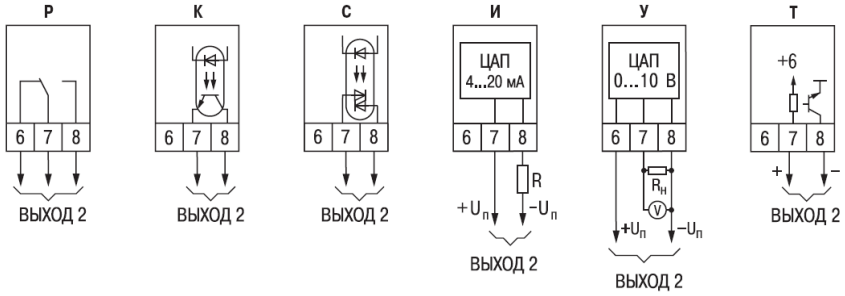 Р К С И У Т
ЦАП
4...20 мА
ЦАП
0...10 В
+6
6 7 8
6 7 8
6 7 8
6 7 8
6 7 8
6 7 8
R
Rн
V
+ −
+Uп −Uп
+Uп −Uп
ВЫХОД 2
ВЫХОД 2
ВЫХОД 2
ВЫХОД 2
ВЫХОД 2
ВЫХОД 2